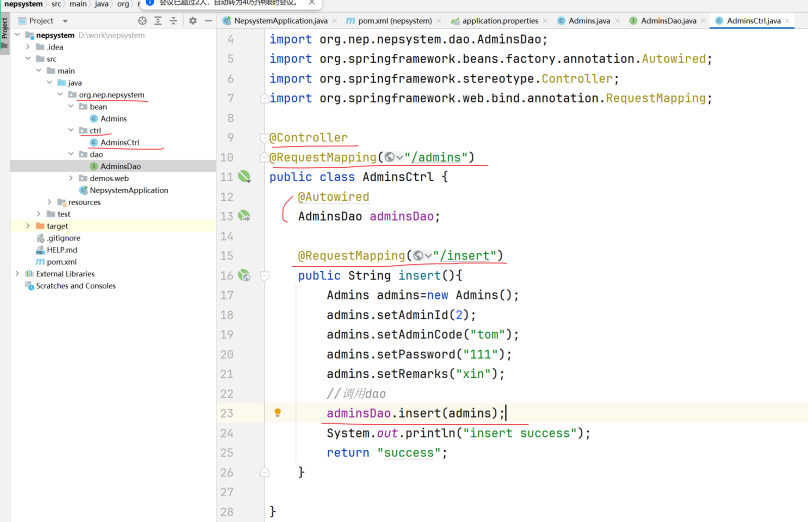 nepsystem › src › main › java › org ›
会议已超过2人，自动转为40分钟限时会议。
Project
NepsystemApplication.java
pom.xml (nepsystem)
application.properties
Admins.java
AdminsDao.java
AdminsCtrl.java
Project
nepsystem D:\work\nepsystem
.idea
src
main
java
org.nep.nepsystem
bean
Admins
ctrl
AdminsCtrl
dao
AdminsDao
demos.web
NepsystemApplication
resources
test
target
.gitignore
HELP.md
pom.xml
External Libraries
Scratches and Consoles
4 import org.nep.nepsystem.dao.AdminsDao;
5 import org.springframework.beans.factory.annotation.Autowired;
6 import org.springframework.stereotype.Controller;
7 import org.springframework.web.bind.annotation.RequestMapping;
8
9 @Controller
10 @RequestMapping("/admins")
11 public class AdminsCtrl {
12 @Autowired
13 AdminsDao adminsDao;
14
15 @RequestMapping("/insert")
16 public String insert(){
17 Admins admins=new Admins();
18 admins.setAdminId(2);
19 admins.setAdminCode("tom");
20 admins.setPassword("111");
21 admins.setRemarks("xin");
22 //调用dao
23 adminsDao.insert(admins);
24 System.out.println("insert success");
25 return "success";
26 }
27
28 }